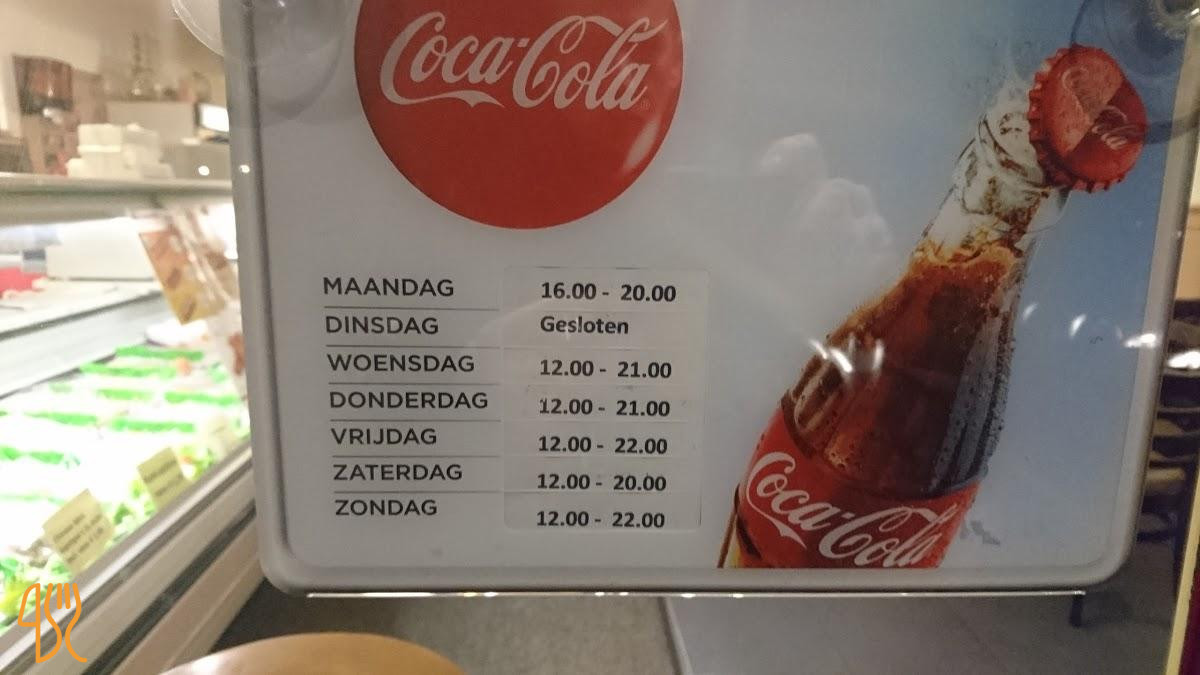 Coca-Cola
MAANDAG 16.00 - 20.00
DINSDAG Gesloten
WOENSDAG 12.00 - 21.00
DONDERDAG 12.00 - 21.00
VRIJDAG 12.00 - 22.00
ZATERDAG 12.00 - 20.00
ZONDAG 12.00 - 22.00
Coca-Cola